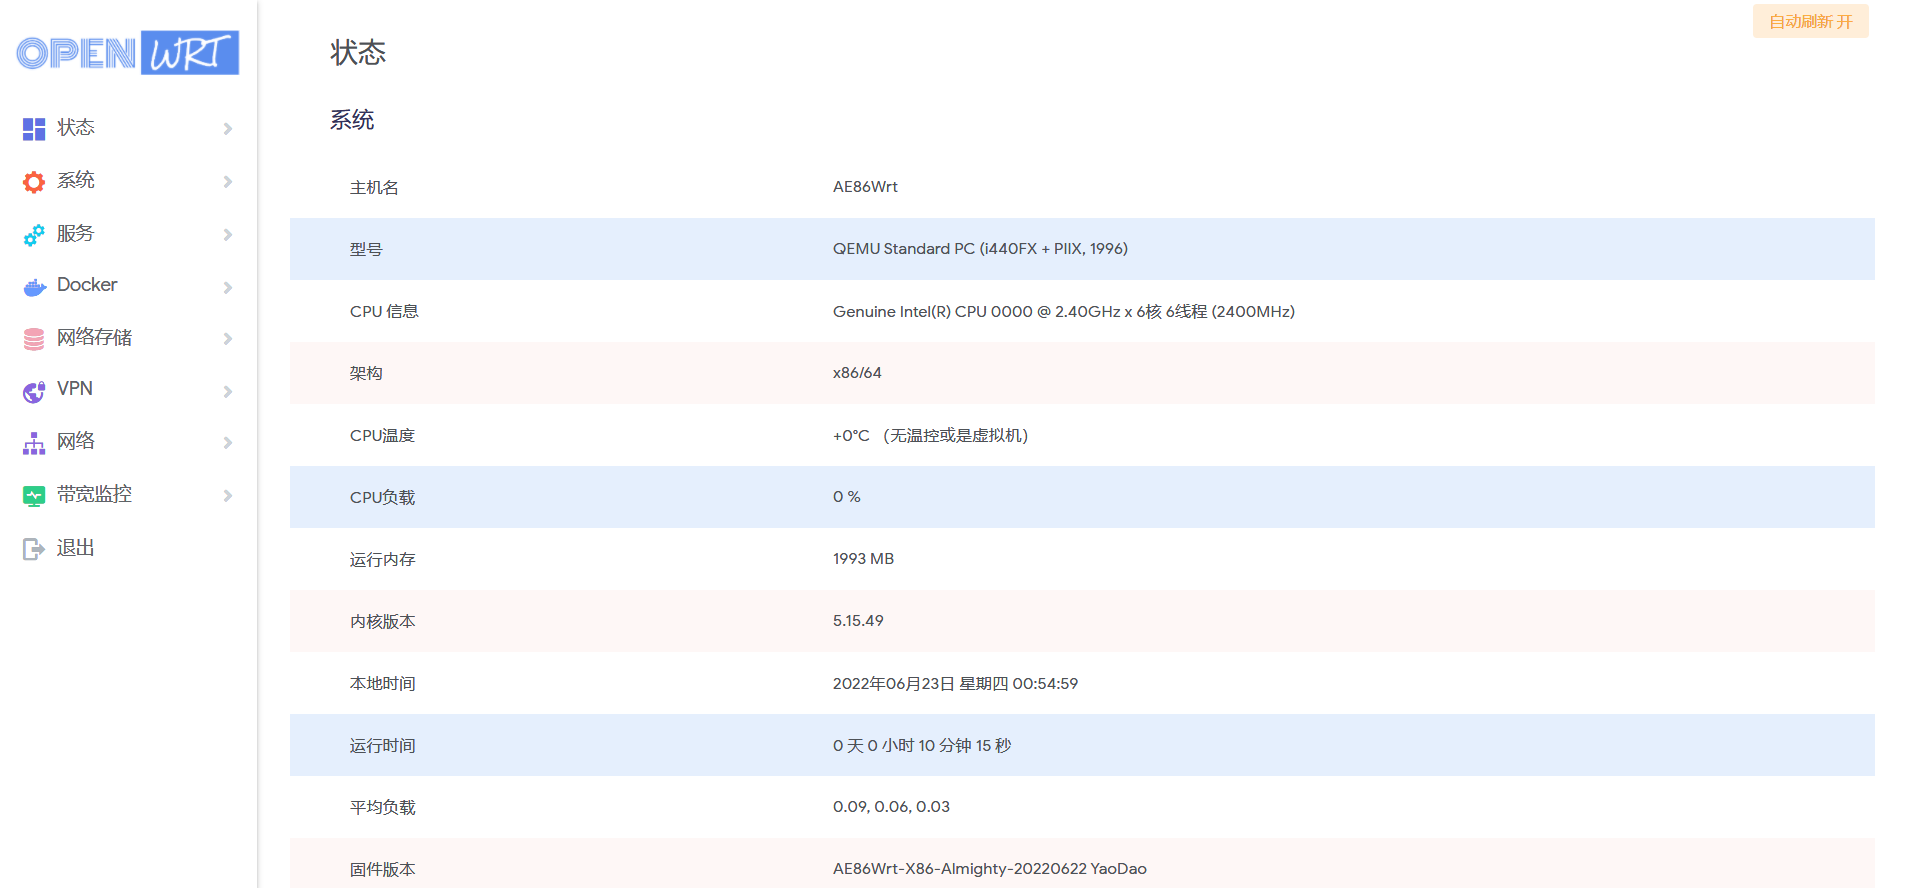 OPENWRT
状态
系统
服务
Docker
网络存储
VPN
网络
带宽监控
退出
自动刷新 开
状态
系统
主机名 AE86Wrt
型号 QEMU Standard PC (i440FX + PIIX, 1996)
CPU 信息 Genuine Intel(R) CPU 0000 @ 2.40GHz x 6核 6线程 (2400MHz)
架构 x86/64
CPU温度 +0°C （无温控或是虚拟机）
CPU负载 0 %
运行内存 1993 MB
内核版本 5.15.49
本地时间 2022年06月23日 星期四 00:54:59
运行时间 0 天 0 小时 10 分钟 15 秒
平均负载 0.09, 0.06, 0.03
固件版本 AE86Wrt-X86-Almighty-20220622 YaoDao